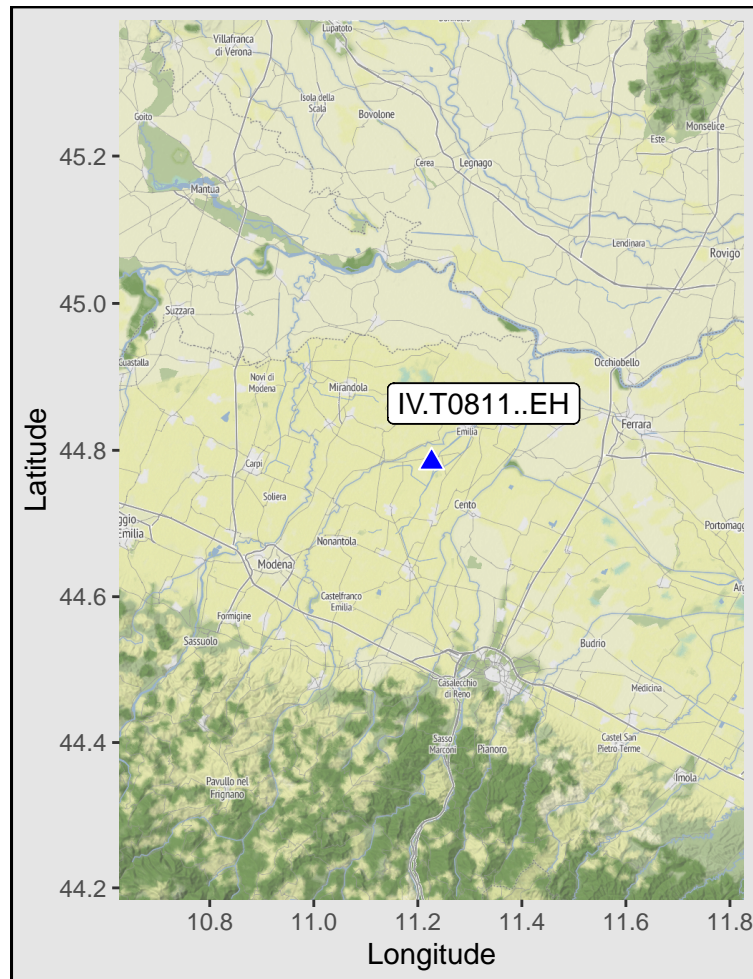 Lupatoto
Villafranca
di Verona
Isola della
Scala
Bovolone
Goito
Monselice
Este
Cerea
Legnago
45.2
Mantua
Lendinara
Rovigo
45.0
Suzzara
Occhiobello
Guastalla
Novi di
Modena
Mirandola
IV.T0811..EH
Ferrara
Emilia
44.8
Carpi
Soliera
Cento
Portomagg
ggio
Emilia
Nonantola
Modena
44.6
Castelfranco
Emilia
Formigine
Sassuolo
Budrio
Casalecchio
di Reno
Medicina
44.4
Sasso
Marconi
Pianoro
Castel San
Pietro Terme
Imola
Pavullo nel
Frignano
44.2
10.8 11.0 11.2 11.4 11.6 11.8
Longitude
Latitude